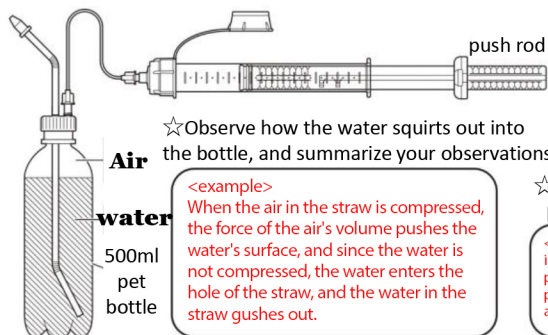 push rod
☆Observe how the water squirts out into
the bottle, and summarize your observations
Air
water
500ml
pet
bottle
<example>
When the air in the straw is compressed,
the force of the air's volume pushes the
water's surface, and since the water is
not compressed, the water enters the
hole of the straw, and the water in the
straw gushes out.
☆